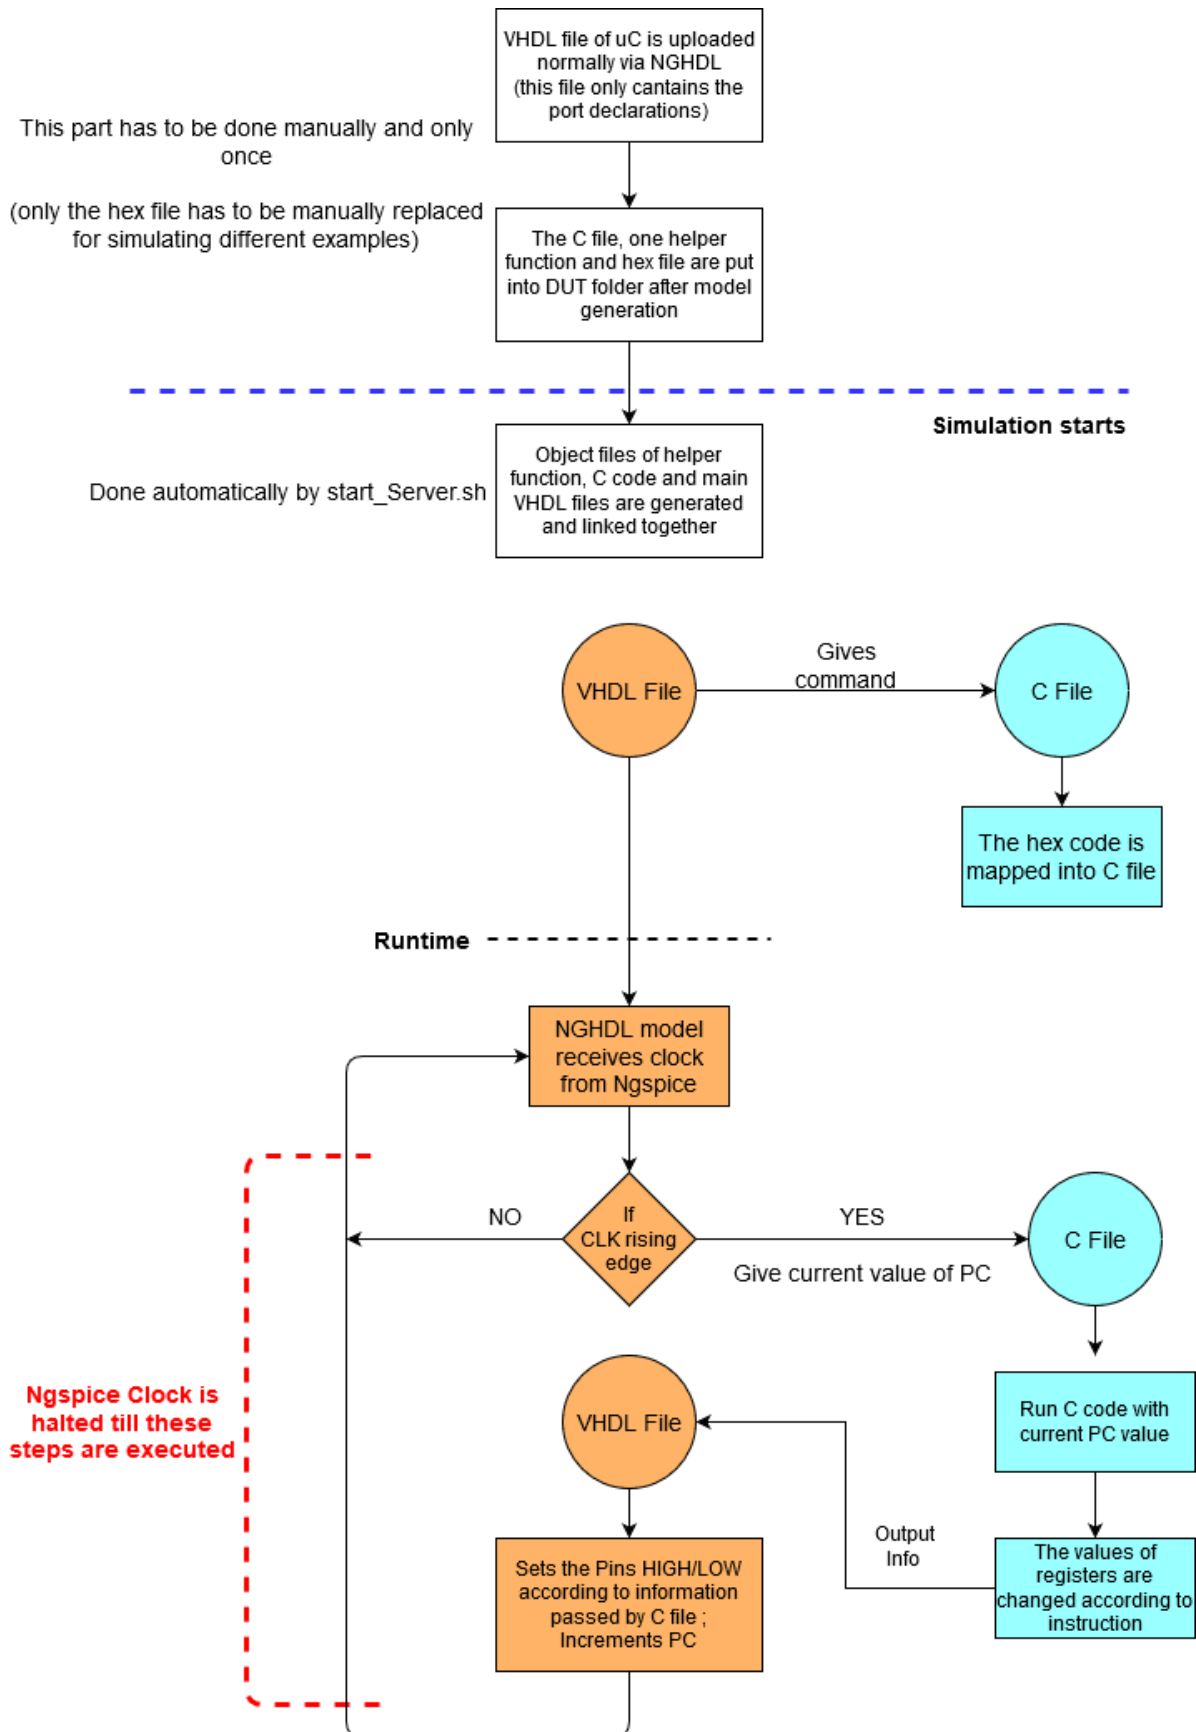 VHDL file of uC is uploaded
normally via NGHDL
(this file only cantains the
port declarations)
This part has to be done manually and only
once
(only the hex file has to be manually replaced
for simulating different examples)
The C file, one helper
function and hex file are put
into DUT folder after model
generation
Simulation starts
Object files of helper
function, C code and main
VHDL files are generated
and linked together
Done automatically by start_Server.sh
VHDL File
Gives
command
C File
The hex code is
mapped into C file
Runtime
NGHDL model
receives clock
from Ngspice
NO
If
CLK rising
edge
YES
Give current value of PC
C File
Ngspice Clock is
halted till these
steps are executed
VHDL File
Run C code with
current PC value
Output
Info
The values of
registers are
changed according to
instruction
Sets the Pins HIGH/LOW
according to information
passed by C file ;
Increments PC